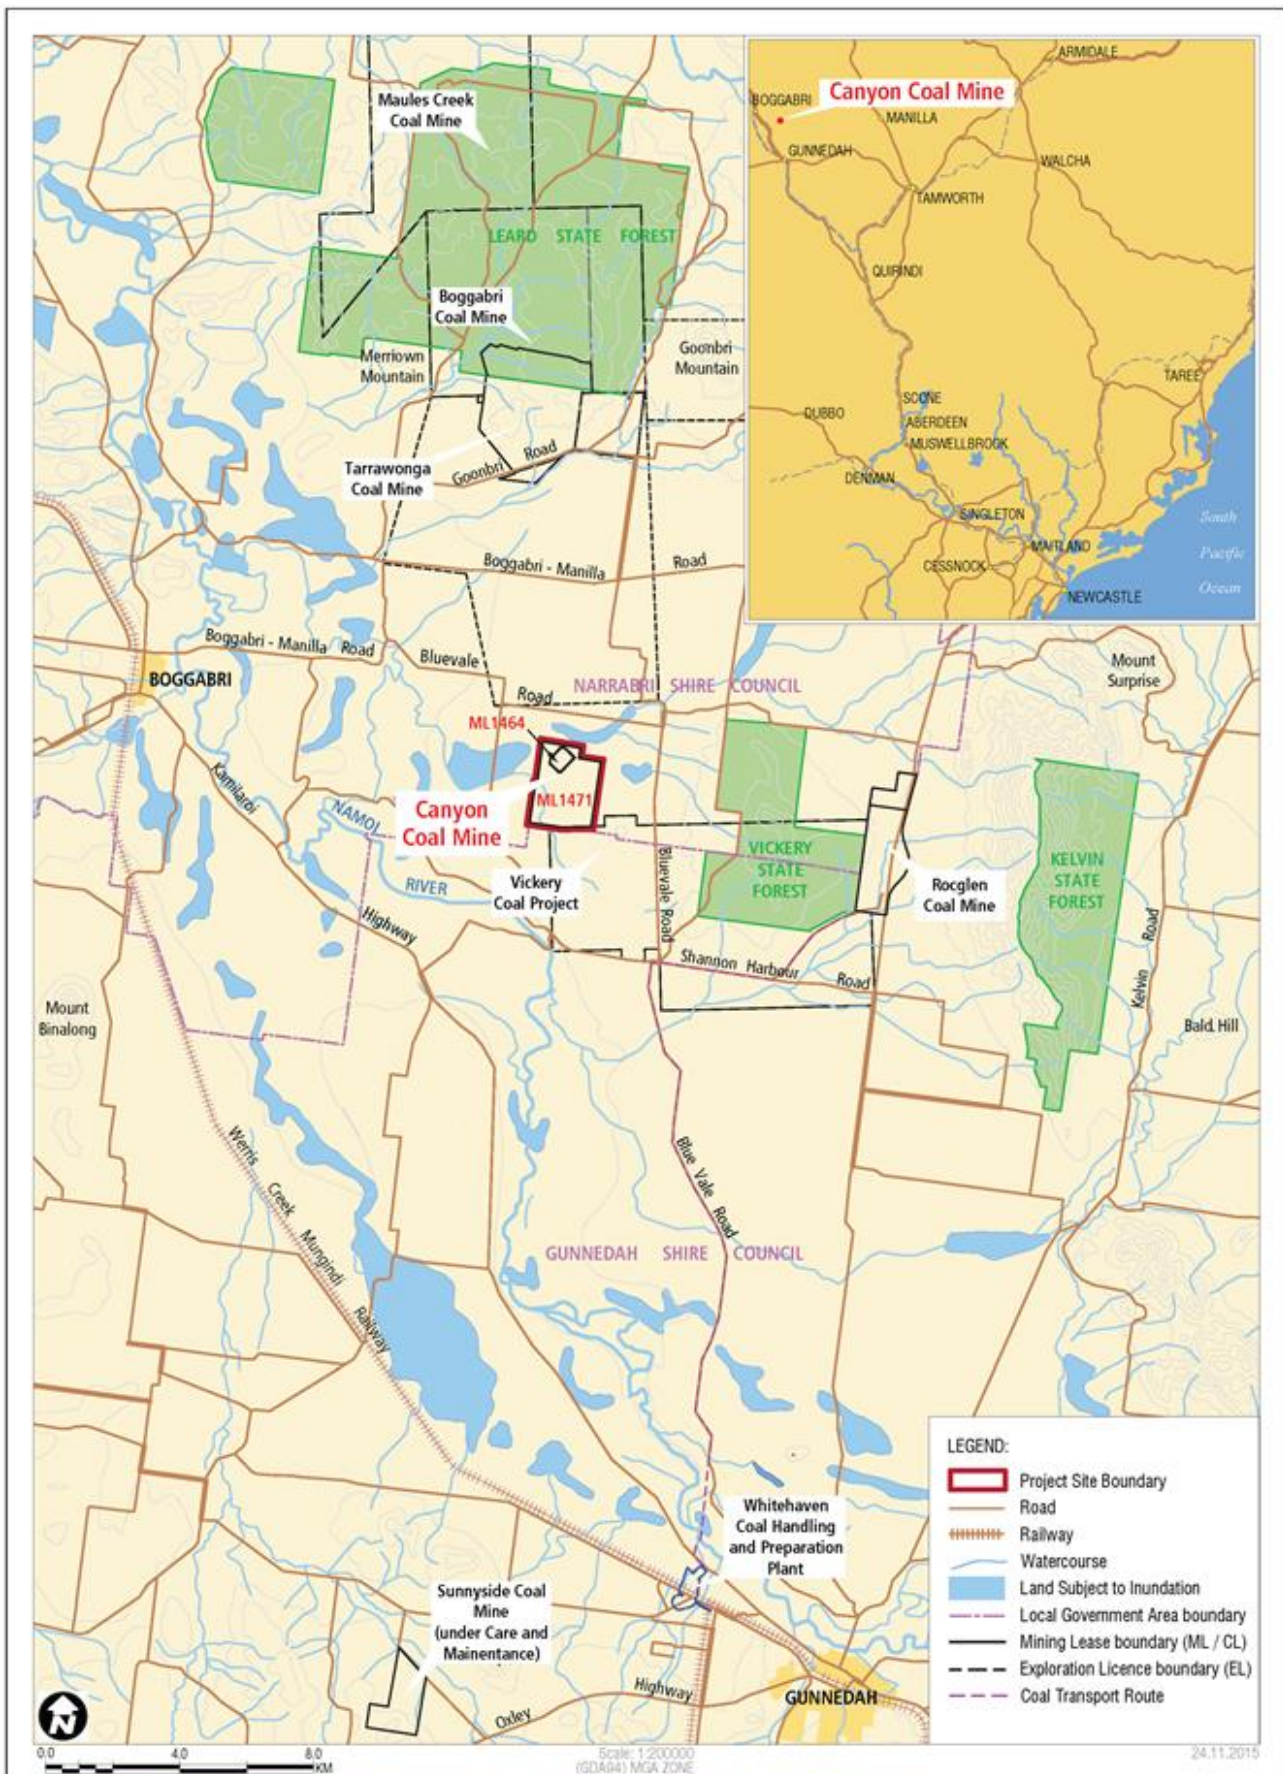 Maules Creek
Coal Mine
LEARD STATE FOREST
Boggabri
Coal Mine
Merriown
Mountain
Goonbri
Mountain
Tarrawonga
Coal Mine
Goonbri Road
Boggabri - Manilla Road
Boggabri - Manilla Road
Bluevale
Road
BOGGABRI
NARRABRI SHIRE COUNCIL
ML1464
ML1471
Canyon
Coal Mine
Kamilaroi
Highway
NAMOI
RIVER
Vickery
Coal Project
Bluevale Road
VICKERY
STATE
FOREST
Rocglen
Coal Mine
KELVIN
STATE
FOREST
Mount
Surprise
Kelvin Road
Bald. Hill
Shannon Harbour Road
Mount
Binalong
Werris Creek Mungindi Railway
Blue Vale Road
GUNNEDAH SHIRE COUNCIL
Whitehaven
Coal Handling
and Preparation
Plant
Sunnyside Coal
Mine
(under Care and
Mainentance)
Oxley
Highway
GUNNEDAH
N
0.0 4.0 8.0
KM
Scale: 1:200000
(GDA94) MGA ZONE
24.11.2015
ARMIDALE
BOGGABRI
Canyon Coal Mine
MANILLA
GUNNEDAH
WALCHA
TAMWORTH
QUIRINDI
TAREE
SCONE
DUBBO
ABERDEEN
MUSWELLBROOK
DENMAN
SINGLETON
MAITLAND
CESSNOCK
NEWCASTLE
South
Pacific
Ocean
LEGEND:
Project Site Boundary
Road
Railway
Watercourse
Land Subject to Inundation
Local Government Area boundary
Mining Lease boundary (ML / CL)
Exploration Licence boundary (EL)
Coal Transport Route